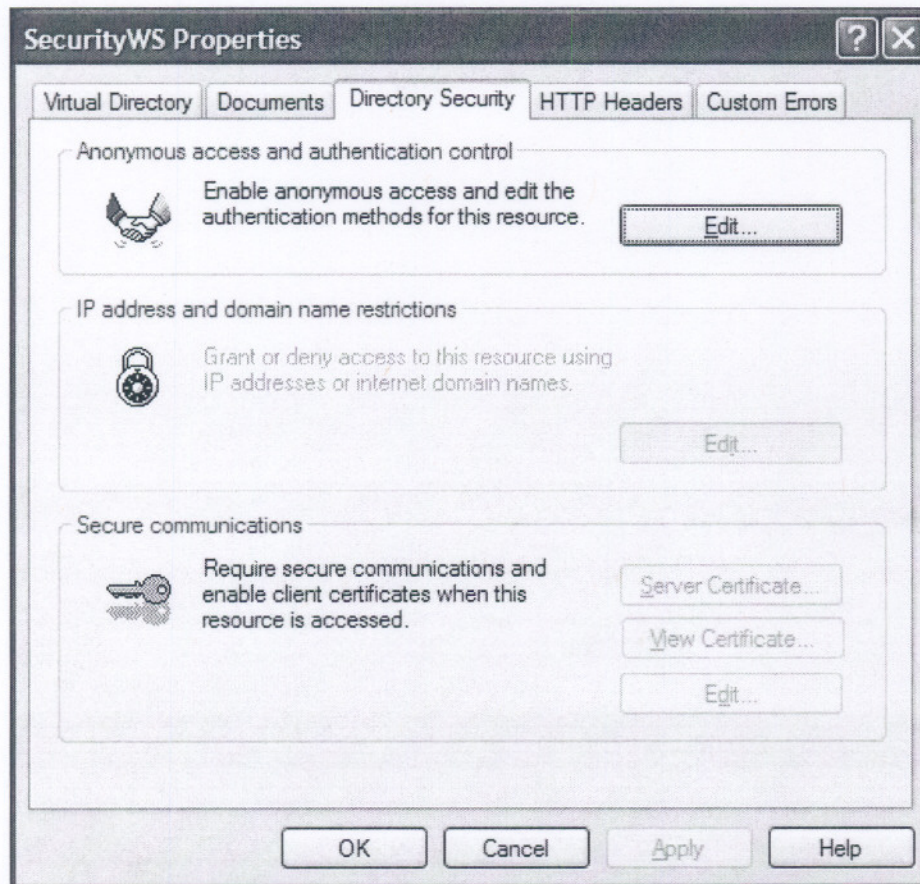 SecurityWS Properties
? X
Virtual Directory Documents Directory Security HTTP Headers Custom Errors
Anonymous access and authentication control
Enable anonymous access and edit the
authentication methods for this resource.
Edit...
IP address and domain name restrictions
Grant or deny access to this resource using
IP addresses or internet domain names.
Edit...
Secure communications
Require secure communications and
enable client certificates when this
resource is accessed.
Server Certificate...
View Certificate...
Edit...
OK Cancel Apply Help